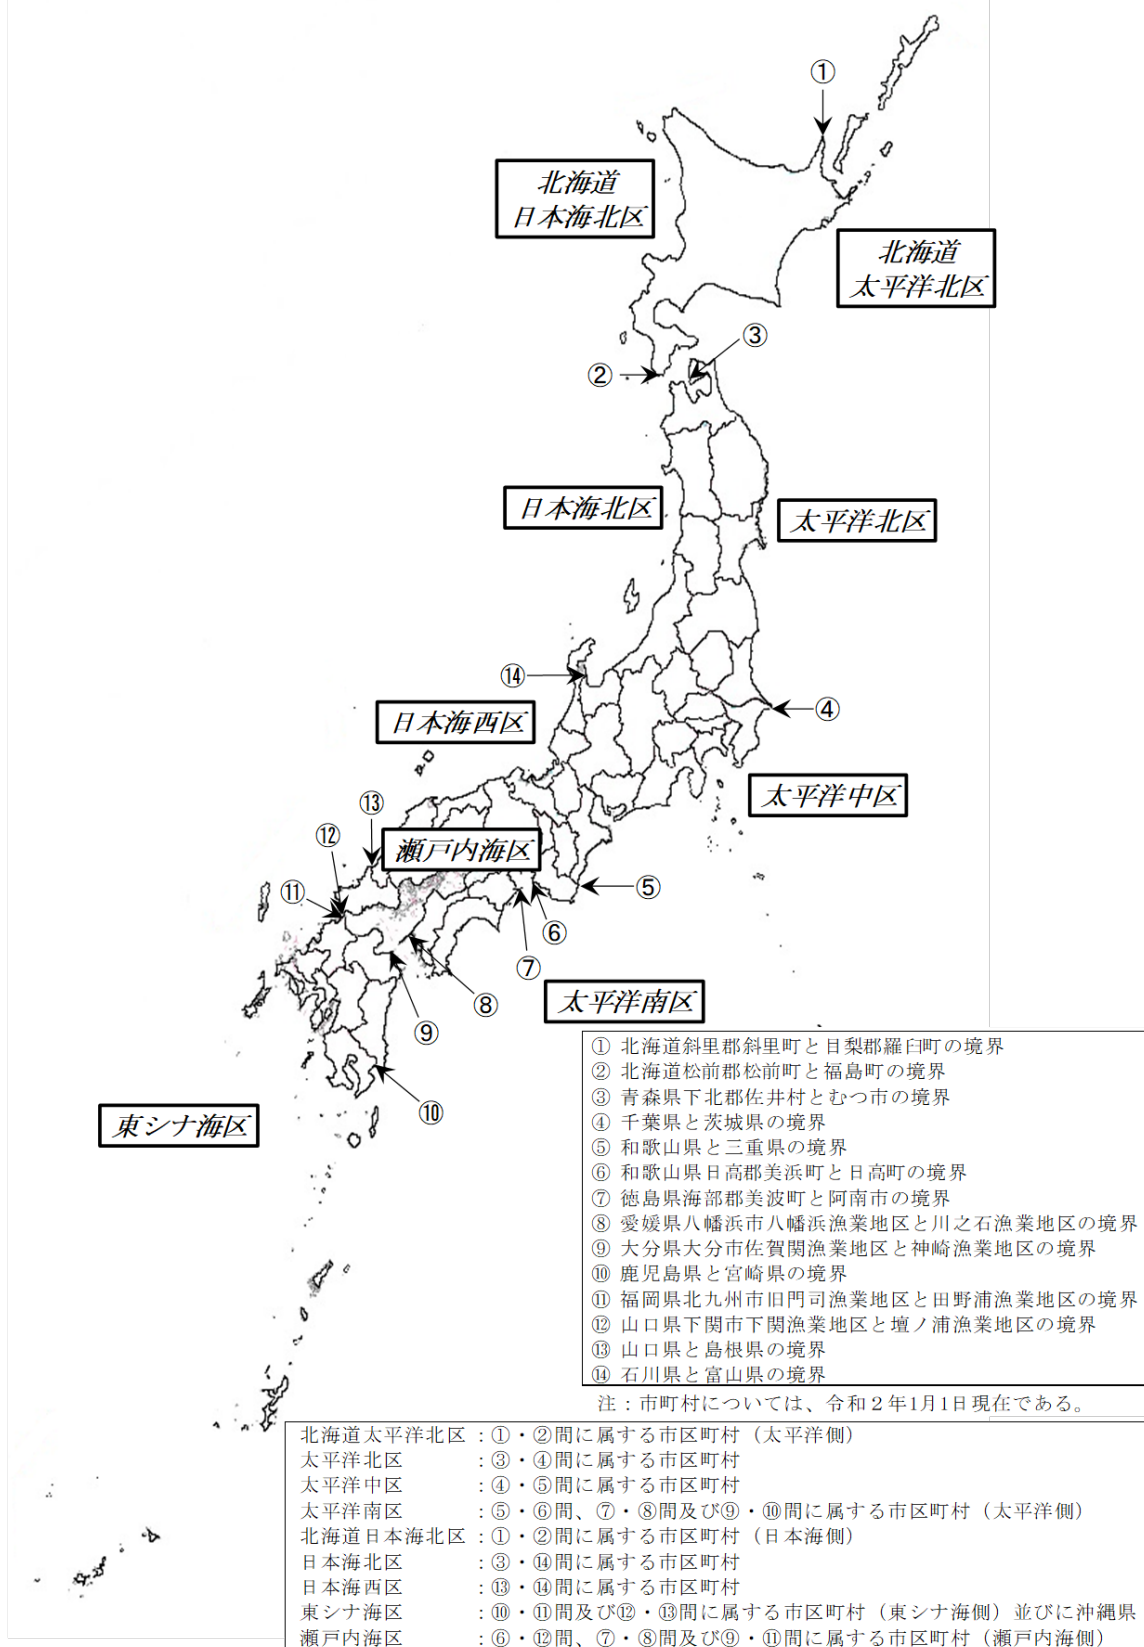 ①
北海道
日本海北区
北海道
太平洋北区
③
②
日本海北区
太平洋北区
⑭
④
日本海西区
太平洋中区
⑬
⑫
瀬戸内海区
⑪
⑤
⑥
⑦
⑧
太平洋南区
⑨
⑩
東シナ海区
① 北海道斜里郡斜里町と目梨郡羅臼町の境界
② 北海道松前郡松前町と福島町の境界
③ 青森県下北郡佐井村とむつ市の境界
④ 千葉県と茨城県の境界
⑤ 和歌山県と三重県の境界
⑥ 和歌山県日高郡美浜町と日高町の境界
⑦ 徳島県海部郡美波町と阿南市の境界
⑧ 愛媛県八幡浜市八幡浜漁業地区と川之石漁業地区の境界
⑨ 大分県大分市佐賀関漁業地区と神崎漁業地区の境界
⑩ 鹿児島県と宮崎県の境界
⑪ 福岡県北九州市旧門司漁業地区と田野浦漁業地区の境界
⑫ 山口県下関市下関漁業地区と壇ノ浦漁業地区の境界
⑬ 山口県と島根県の境界
⑭ 石川県と富山県の境界
注：市町村については、令和２年1月1日現在である。
北海道太平洋北区：①・②間に属する市区町村（太平洋側）
太平洋北区：③・④間に属する市区町村
太平洋中区：④・⑤間に属する市区町村
太平洋南区：⑤・⑥間、⑦・⑧間及び⑨・⑩間に属する市区町村（太平洋側）
北海道日本海北区：①・②間に属する市区町村（日本海側）
日本海北区：③・⑭間に属する市区町村
日本海西区：⑬・⑭間に属する市区町村
東シナ海区：⑩・⑪間及び⑫・⑬間に属する市区町村（東シナ海側）並びに沖縄県
瀬戸内海区：⑥・⑫間、⑦・⑧間及び⑨・⑪間に属する市区町村（瀬戸内海側）